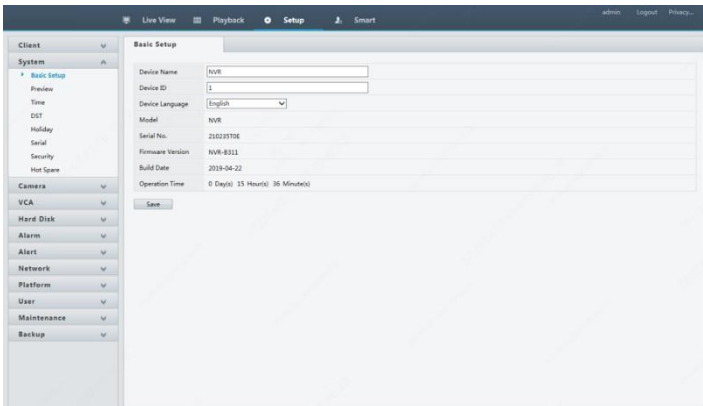 Live View Playback Setup Smart admin Logout Privacy...
Client
System
Basic Setup
Preview
Time
DST
Holiday
Serial
Security
Hot Spare
Camera
VCA
Hard Disk
Alarm
Alert
Network
Platform
User
Maintenance
Backup
Basic Setup
Device Name NVR
Device ID 1
Device Language English
Model NVR
Serial No. 210235T0E
Firmware Version NVR-B311
Build Date 2019-04-22
Operation Time 0 Day(s) 15 Hour(s) 36 Minute(s)
Save